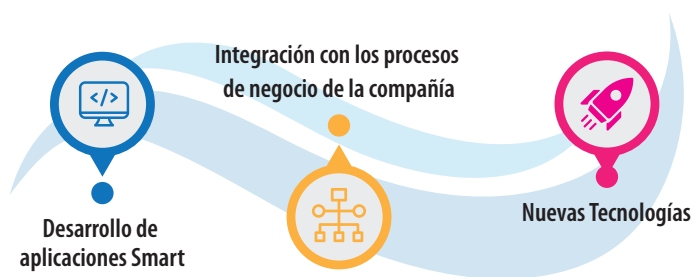 Integración con los procesos
de negocio de la compañía
</>
Desarrollo de
aplicaciones Smart
Nuevas Tecnologías